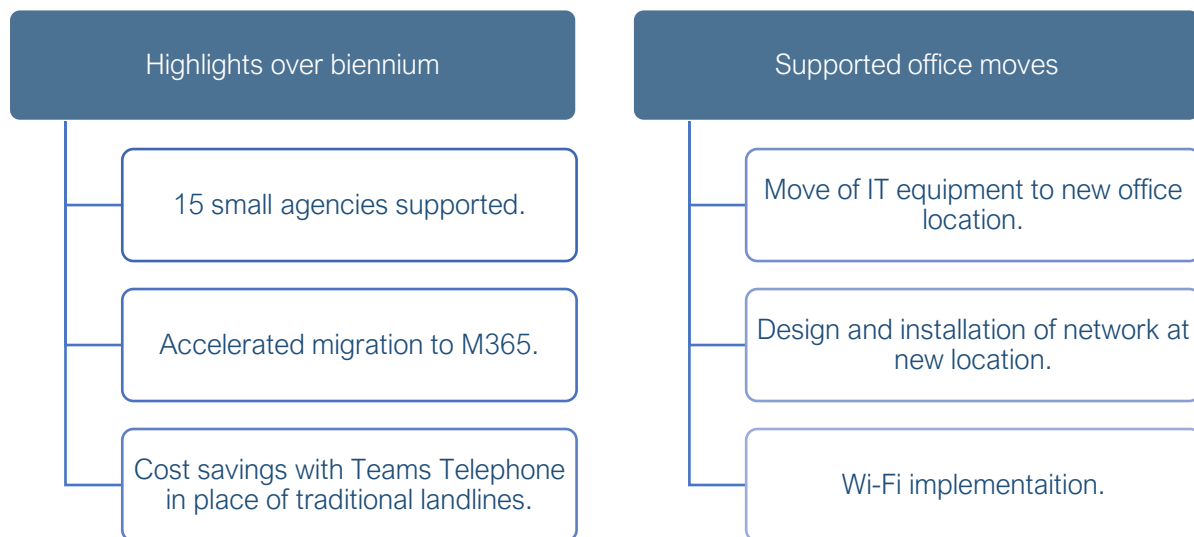 Highlights over biennium
15 small agencies supported.
Accelerated migration to M365.
Cost savings with Teams Telephone
in place of traditional landlines.
Supported office moves
Move of IT equipment to new office
location.
Design and installation of network at
new location.
Wi-Fi implementaition.